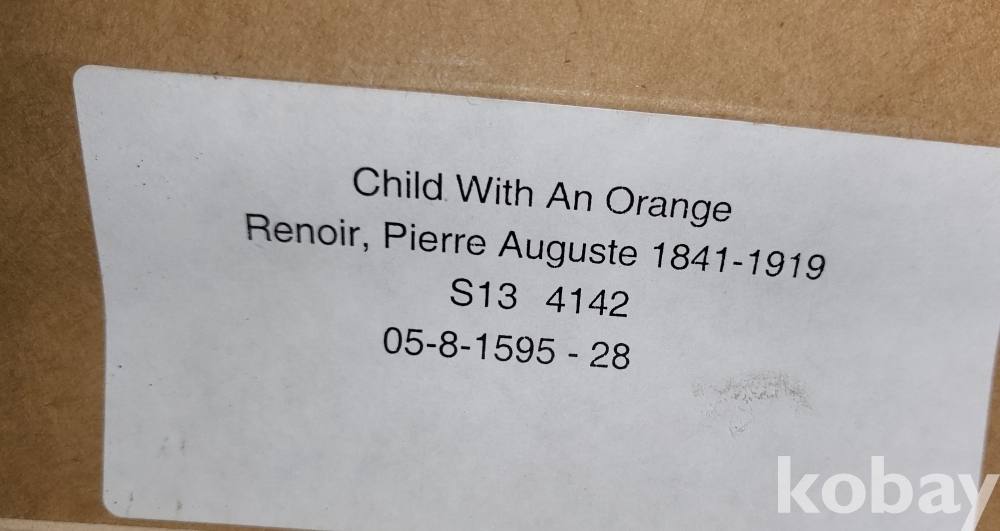 Child With An Orange
Renoir, Pierre Auguste 1841-1919
S13 4142
05-8-1595 - 28
kobay